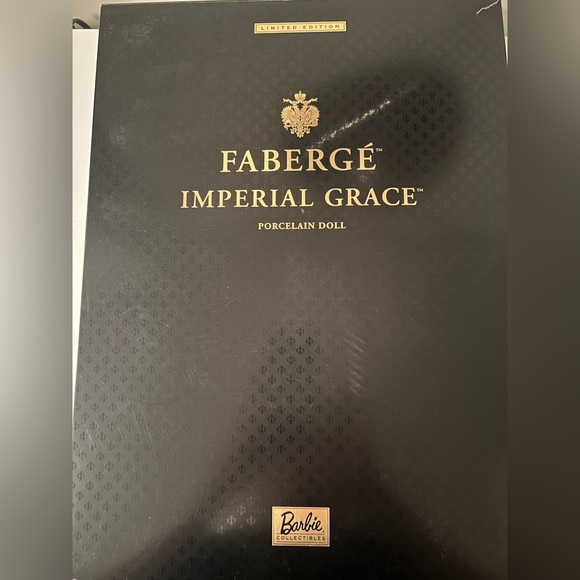 LIMITED EDITION
FABERGÉ™
IMPERIAL GRACE™
PORCELAIN DOLL
Barbie
COLLECTIBLES